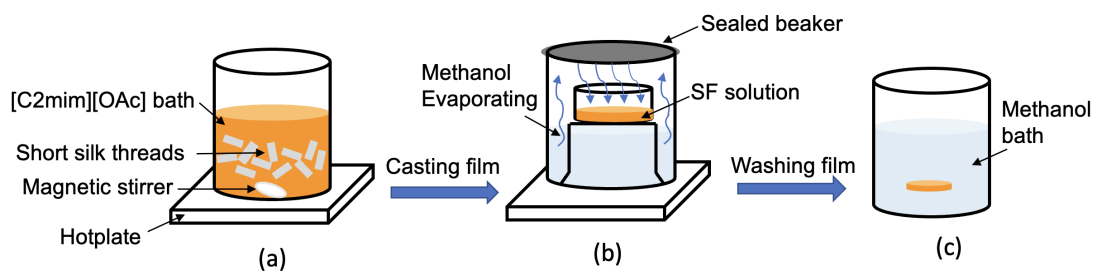 [C2mim][OAc] bath
Short silk threads
Magnetic stirrer
Hotplate
(a)
Casting film
Sealed beaker
Methanol
Evaporating
SF solution
(b)
Washing film
Methanol
bath
(c)